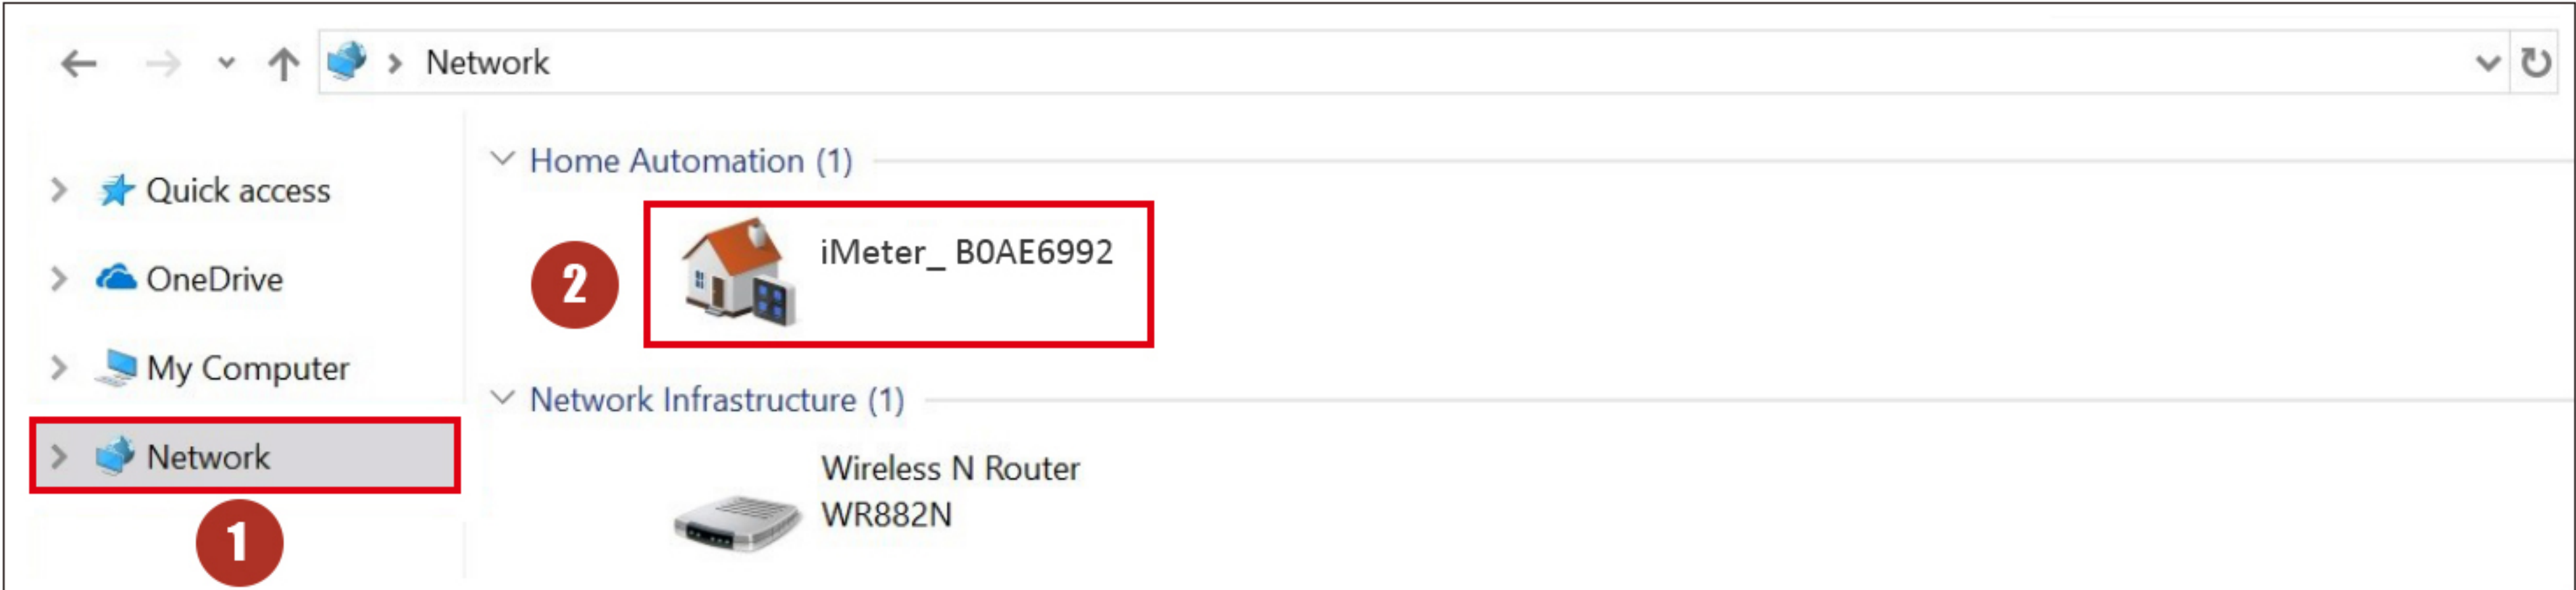 Network
Home Automation (1)
Quick access
iMeter_ B0AE6992
2
OneDrive
My Computer
Network Infrastructure (1)
Network
Wireless N Router
WR882N
1